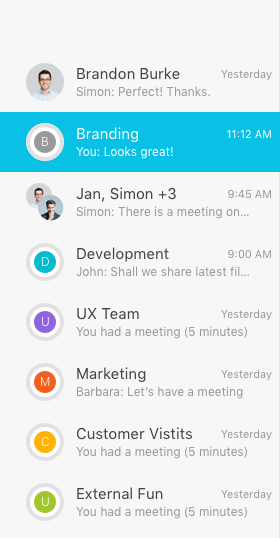 Brandon Burke Yesterday
Simon: Perfect! Thanks.
B Branding 11:12 AM
You: Looks great!
Jan, Simon +3 9:45 AM
Simon: There is a meeting on...
D Development 9:00 AM
John: Shall we share latest fil...
U UX Team Yesterday
You had a meeting (5 minutes)
M Marketing Yesterday
Barbara: Let's have a meeting
C Customer Vistits Yesterday
You had a meeting (5 minutes)
U External Fun Yesterday
You had a meeting (5 minutes)